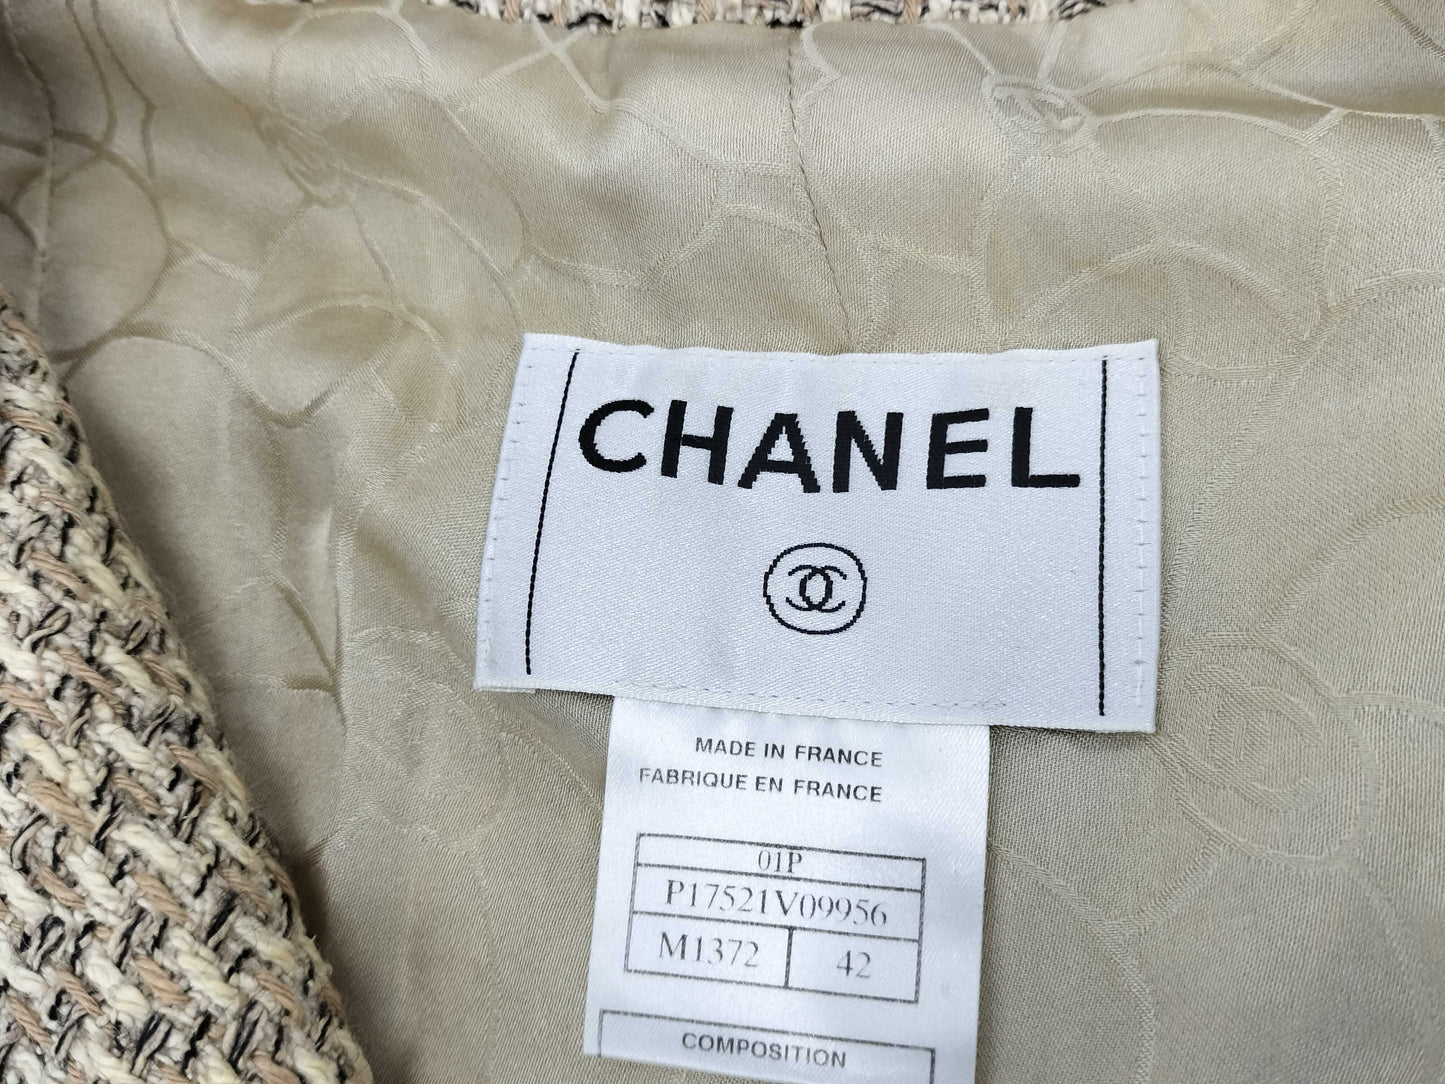 CHANEL
MADE IN FRANCE
FABRIQUE EN FRANCE
01P
P17521V09956
M1372 42
COMPOSITION